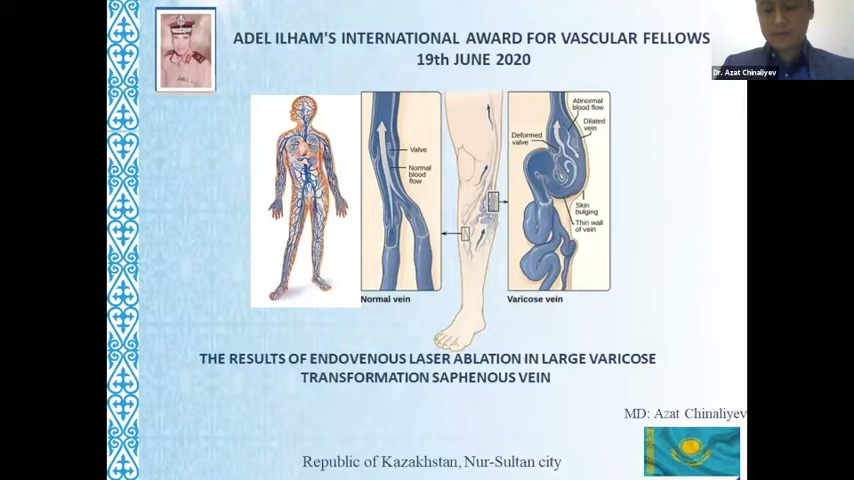 ADEL ILHAM'S INTERNATIONAL AWARD FOR VASCULAR FELLOWS
19th JUNE 2020
Dr. Azat Chinaliyev
Valve
Normal
blood
flow
Normal vein
Abnormal
blood flow
Dilated
vein
Deformed
valve
Skin
bulging
Thin wall
of vein
Varicose vein
THE RESULTS OF ENDOVENOUS LASER ABLATION IN LARGE VARICOSE
TRANSFORMATION SAPHENOUS VEIN
MD: Azat Chinaliyev
Republic of Kazakhstan, Nur-Sultan city